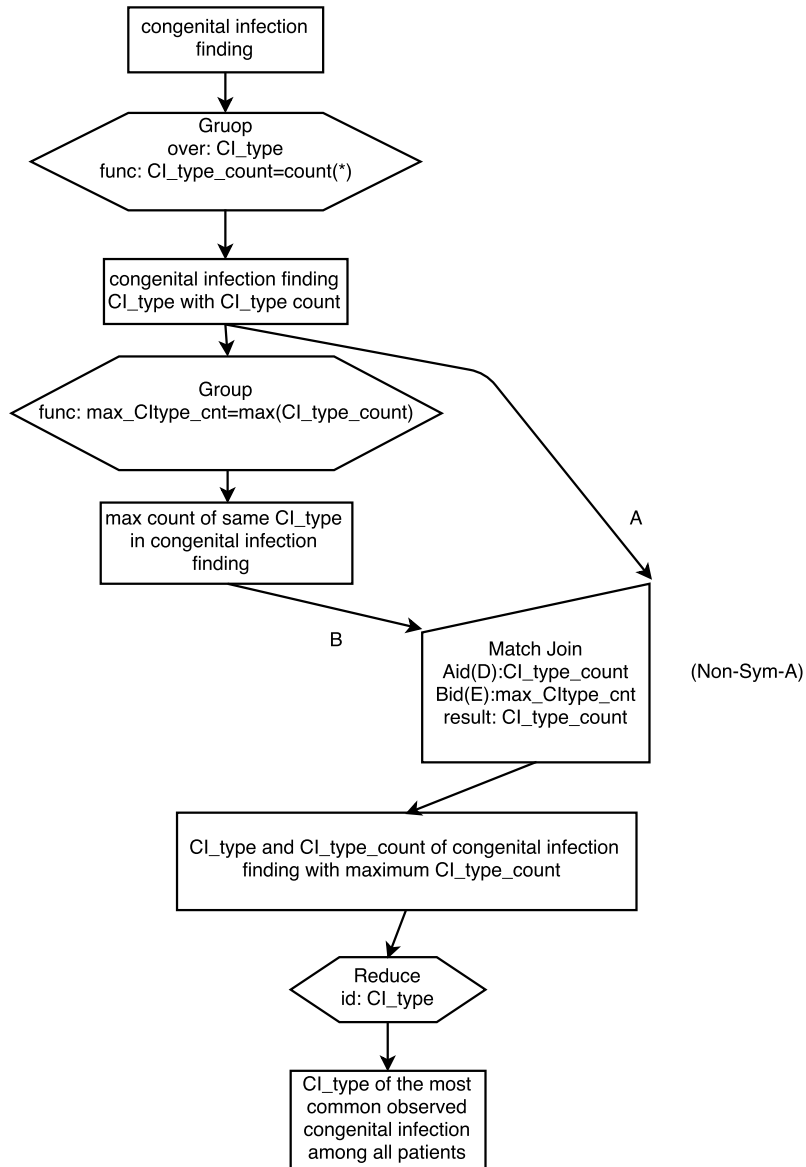 congenital infection
finding
Gruop
over: CI_type
func: CI_type_count=count(*)
congenital infection finding
CI_type with CI_type count
Group
func: max_CItype_cnt=max(CI_type_count)
max count of same CI_type
in congenital infection
finding
A
B
Match Join
Aid(D):CI_type_count
Bid(E):max_CItype_cnt
result: CI_type_count
(Non-Sym-A)
CI_type and CI_type_count of congenital infection
finding with maximum CI_type_count
Reduce
id: CI_type
CI_type of the most
common observed
congenital infection
among all patients